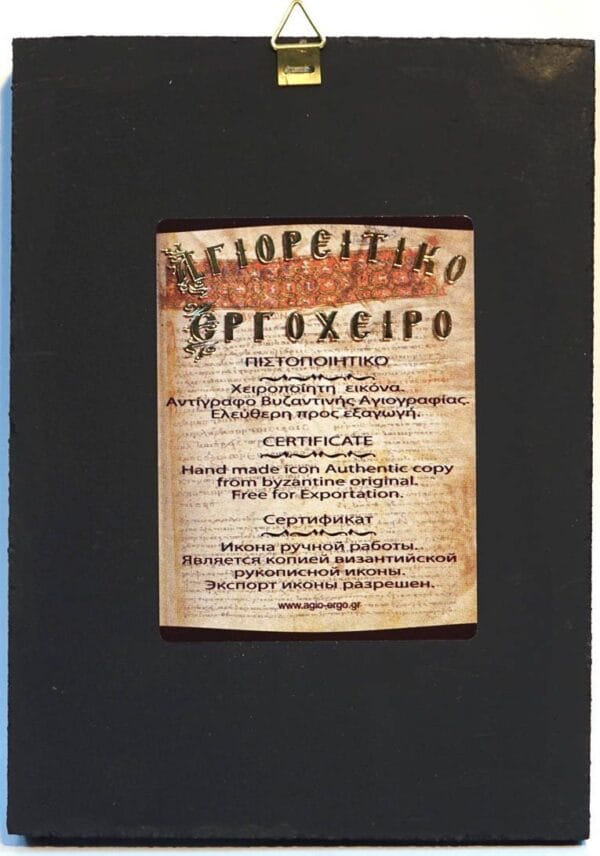 ΑΓΙΟΡΕΙΤΙΚΟ
ΕΡΓΟΧΕΙΡΟ
ΠΙΣΤΟΠΟΙΗΤΙΚΟ
Χειροποίητη εικόνα.
Αντίγραφο Βυζαντινής Αγιογραφίας.
Ελεύθερη προς εξαγωγή.
CERTIFICATE
Hand made icon Authentic copy
from byzantine original.
Free for Exportation.
Сертификат
Икона ручной работы.
Является копией византийской
рукописной иконы.
Экспорт иконы разрешен.
www.agio-ergo.gr